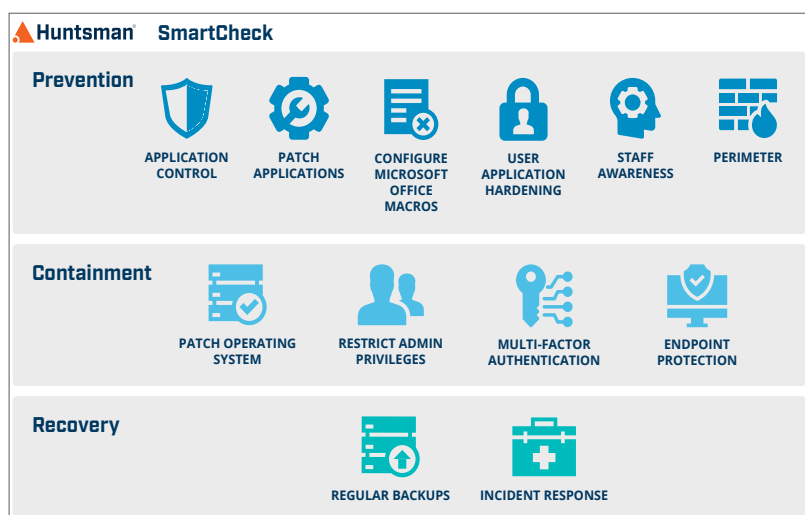 Huntsman® SmartCheck
Prevention
APPLICATION
CONTROL
PATCH
APPLICATIONS
CONFIGURE
MICROSOFT
OFFICE
MACROS
USER
APPLICATION
HARDENING
STAFF
AWARENESS
PERIMETER
Containment
PATCH OPERATING
SYSTEM
RESTRICT ADMIN
PRIVILEGES
MULTI-FACTOR
AUTHENTICATION
ENDPOINT
PROTECTION
Recovery
REGULAR BACKUPS
INCIDENT RESPONSE